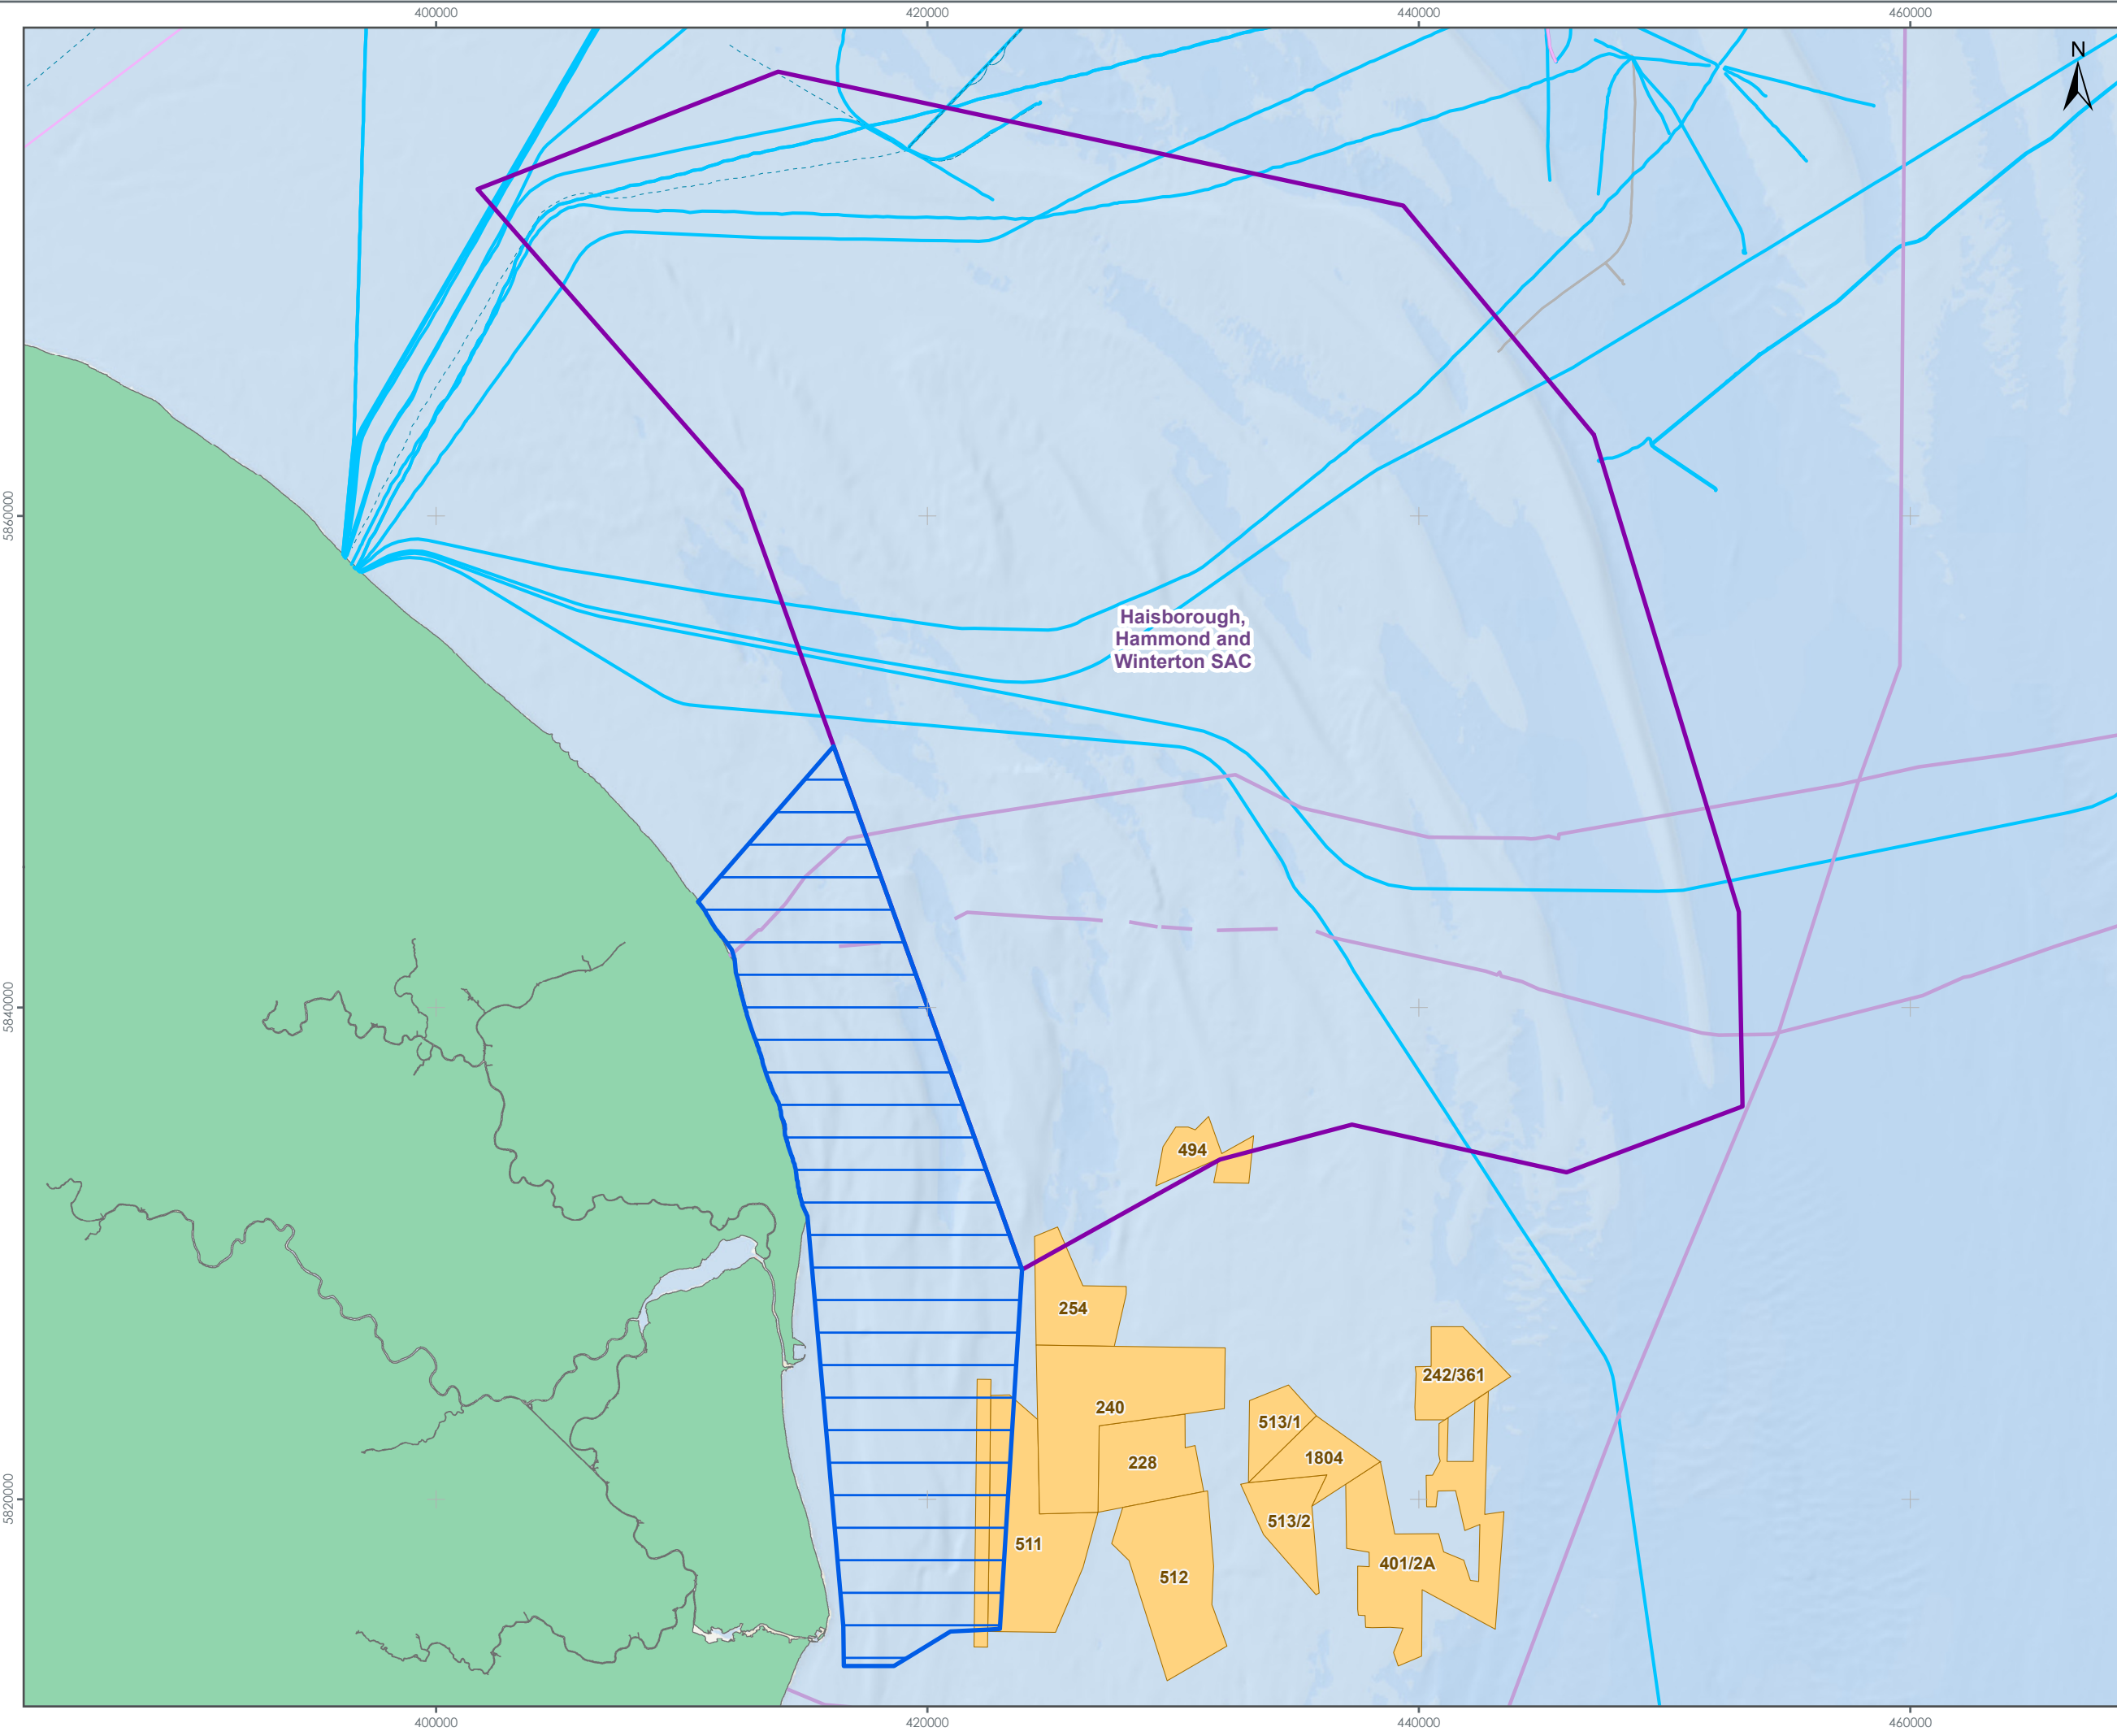 400000 420000 440000 460000
N
5860000
Haisborough,
Hammond and
Winterton SAC
5840000
494
254
242/361
240
513/1
228
1804
5820000
513/2
511
401/2A
512
400000 420000 440000 460000